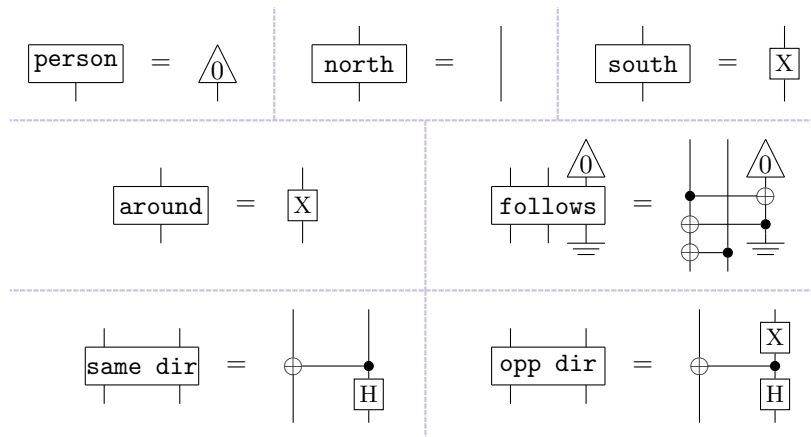 person = 0
north =
south = X
around = X
follows 0 = 0
same dir = H
opp dir = X H